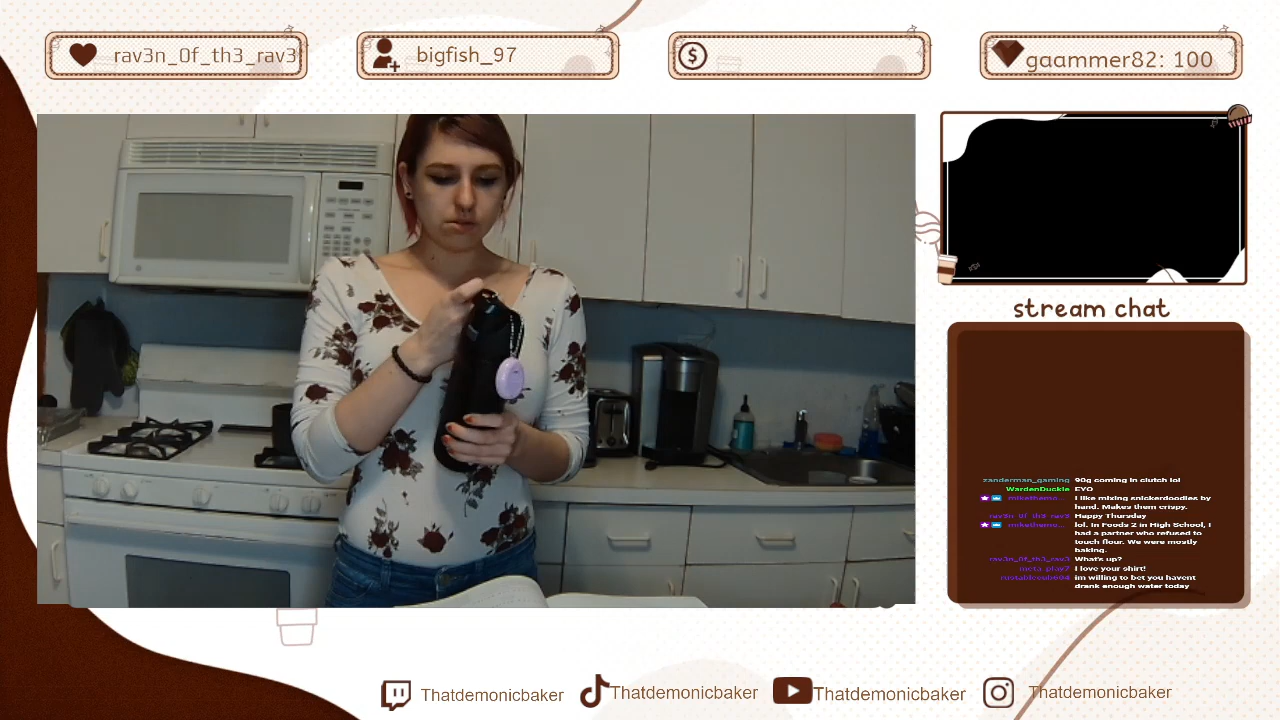 rav3n_0f_th3_rav3
bigfish_97
$
gaammer82: 100
stream chat
zanderman_gaming 90g coming in clutch lol
WardenDuckie EYO
mikethemo... I like mixing snickerdoodles by
hand. Makes them crispy.
rav3n_0f_th3_rav3 Happy Thursday
mikethemo... lol. In Foods 2 in High School, I
had a partner who refused to
touch flour. We were mostly
baking.
rav3n_0f_th3_rav3 What's up?
meta_play7 I love your shirt!
im willing to bet you havent
drank enough water today
Thatdemonicbaker
Thatdemonicbaker
Thatdemonicbaker
Thatdemonicbaker